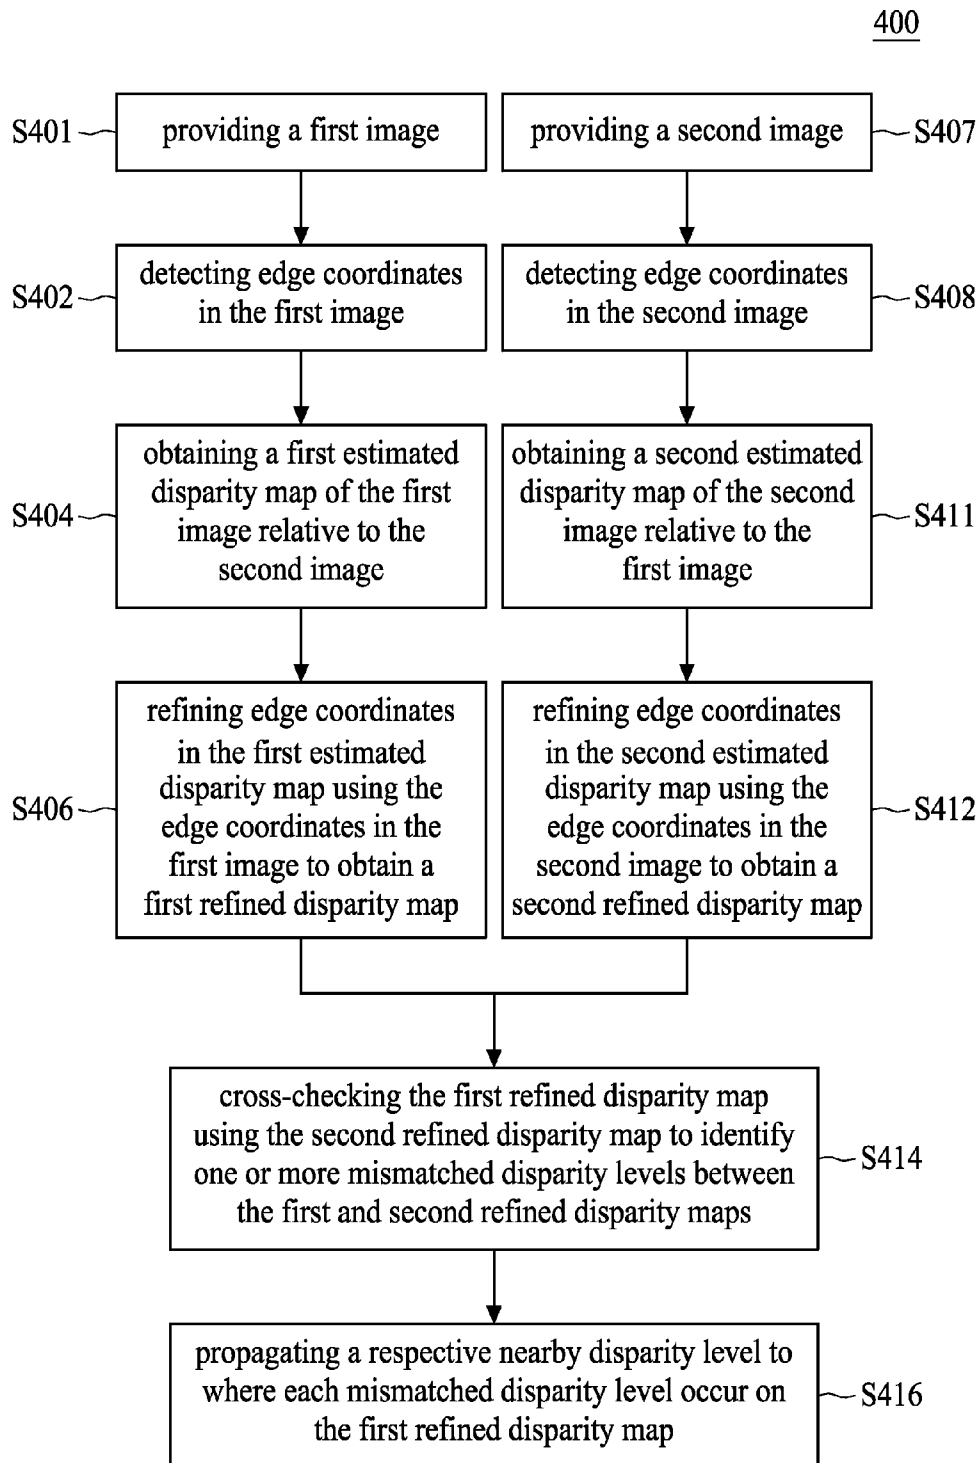 400
S401
providing a first image
providing a second image
S407
S402
detecting edge coordinates
in the first image
detecting edge coordinates
in the second image
S408
S404
obtaining a first estimated
disparity map of the first
image relative to the
second image
obtaining a second estimated
disparity map of the second
image relative to the
first image
S411
S406
refining edge coordinates
in the first estimated
disparity map using the
edge coordinates in the
first image to obtain a
first refined disparity map
refining edge coordinates
in the second estimated
disparity map using the
edge coordinates in the
second image to obtain a
second refined disparity map
S412
cross-checking the first refined disparity map
using the second refined disparity map to identify
one or more mismatched disparity levels between
the first and second refined disparity maps
S414
propagating a respective nearby disparity level to
where each mismatched disparity level occur on
the first refined disparity map
S416